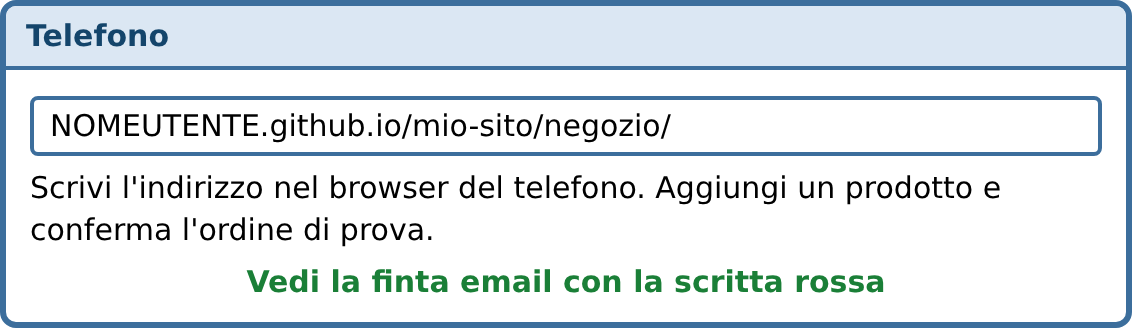 Telefono
NOMEUTENTE.github.io/mio-sito/negozio/
Scrivi l'indirizzo nel browser del telefono. Aggiungi un prodotto e
conferma l'ordine di prova.
Vedi la finta email con la scritta rossa